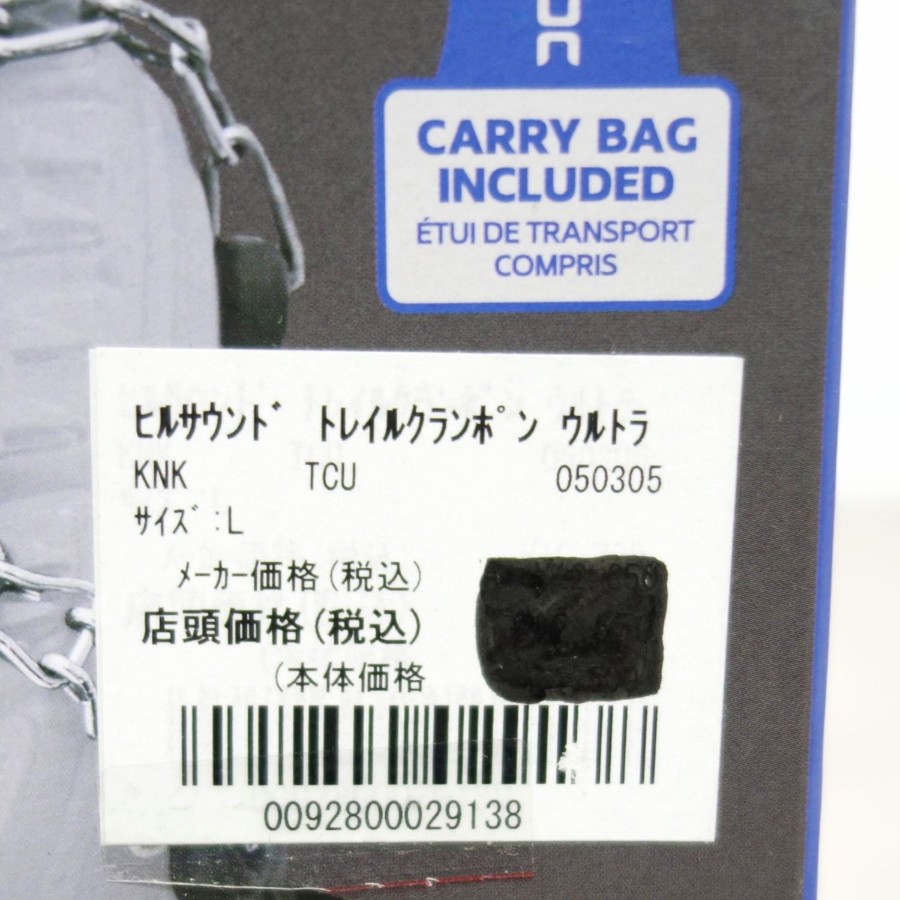 CARRY BAG
INCLUDED
ÉTUI DE TRANSPORT
COMPRIS
ﾋﾙｻｳﾝﾄﾞ ﾄﾚｲﾙｸﾗﾝﾎﾟﾝ ｳﾙﾄﾗ
KNK TCU 050305
ｻｲｽﾞ:L
ﾒｰｶｰ価格(税込)
店頭価格(税込)
(本体価格
0092800029138